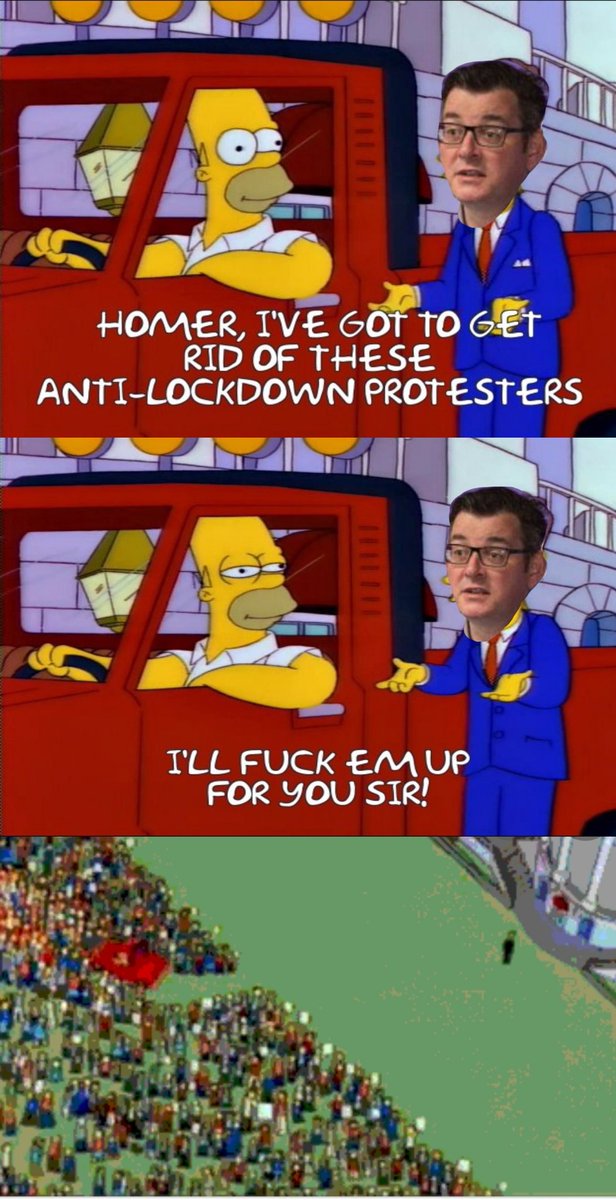 HOMER, I'VE GOT TO GET
RID OF THESE
ANTI-LOCKDOWN PROTESTERS
I'LL FUCK EM UP
FOR YOU SIR!